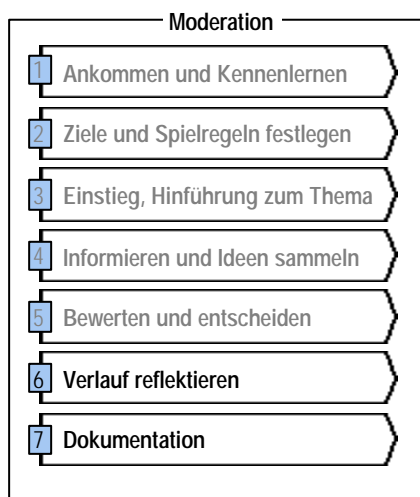 Moderation
1 Ankommen und Kennenlernen
2 Ziele und Spielregeln festlegen
3 Einstieg, Hinführung zum Thema
4 Informieren und Ideen sammeln
5 Bewerten und entscheiden
6 Verlauf reflektieren
7 Dokumentation